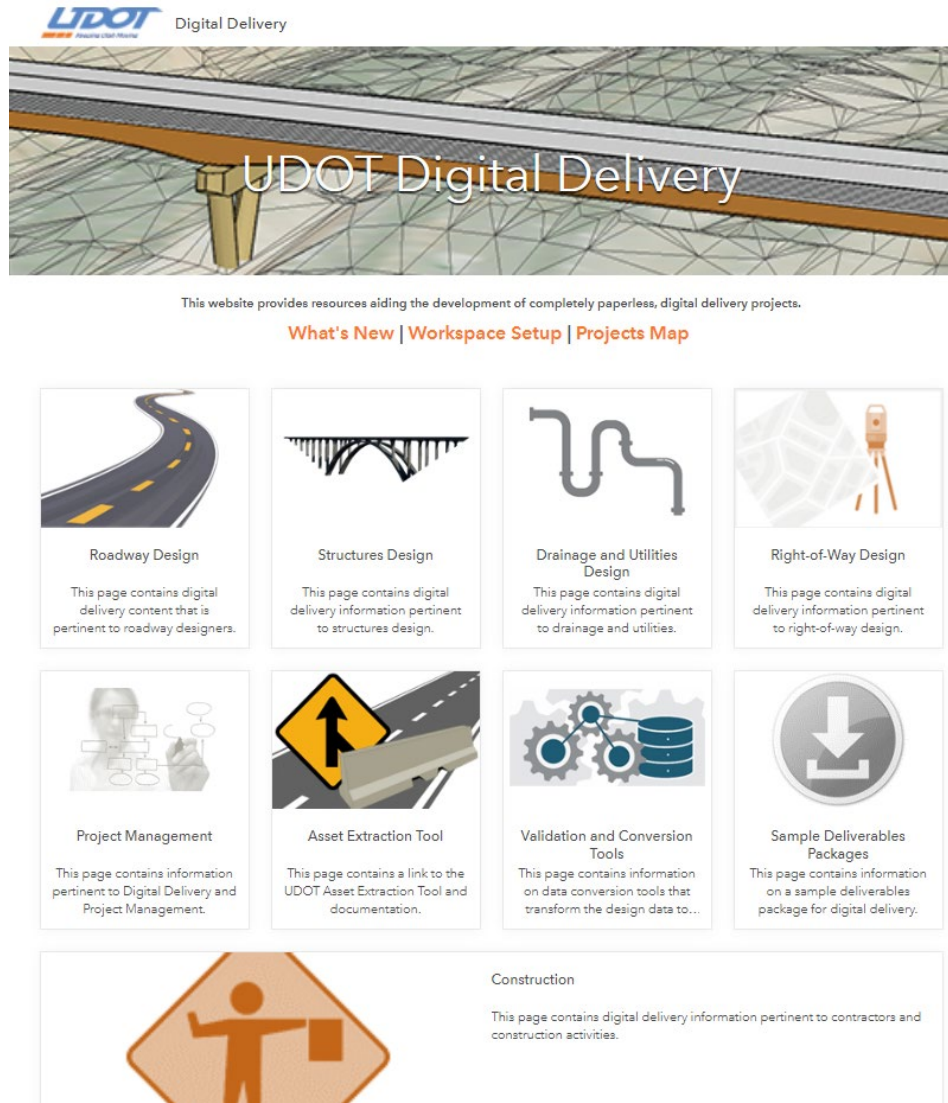 UDOT
Keeping Utah Moving
Digital Delivery
UDOT Digital Delivery
This website provides resources aiding the development of completely paperless, digital delivery projects.
What's New | Workspace Setup | Projects Map
Roadway Design
This page contains digital
delivery content that is
pertinent to roadway designers.
Structures Design
This page contains digital
delivery information pertinent
to structures design.
Drainage and Utilities
Design
This page contains digital
delivery information pertinent
to drainage and utilities.
Right-of-Way Design
This page contains digital
delivery information pertinent
to right-of-way design.
Project Management
This page contains information
pertinent to Digital Delivery and
Project Management.
Asset Extraction Tool
This page contains a link to the
UDOT Asset Extraction Tool and
documentation.
Validation and Conversion
Tools
This page contains information
on data conversion tools that
transform the design data to...
Sample Deliverables
Packages
This page contains information
on a sample deliverables
package for digital delivery.
Construction
This page contains digital delivery information pertinent to contractors and
construction activities.